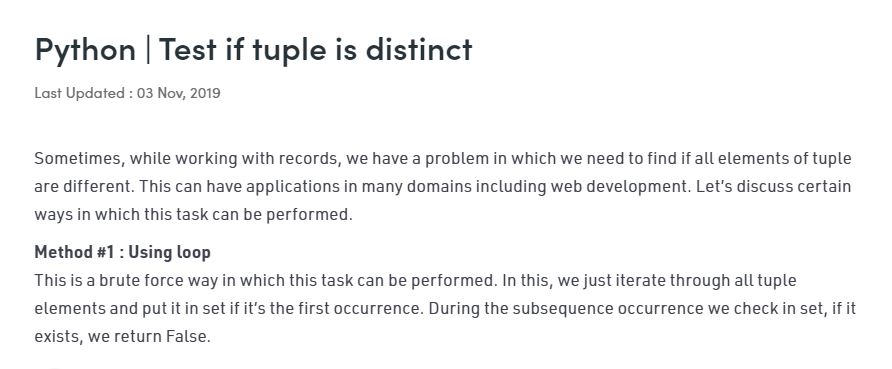 Python | Test if tuple is distinct
Last Updated : 03 Nov, 2019
Sometimes, while working with records, we have a problem in which we need to find if all elements of tuple
are different. This can have applications in many domains including web development. Let’s discuss certain
ways in which this task can be performed.
Method #1 : Using loop
This is a brute force way in which this task can be performed. In this, we just iterate through all tuple
elements and put it in set if it’s the first occurrence. During the subsequence occurrence we check in set, if it
exists, we return False.